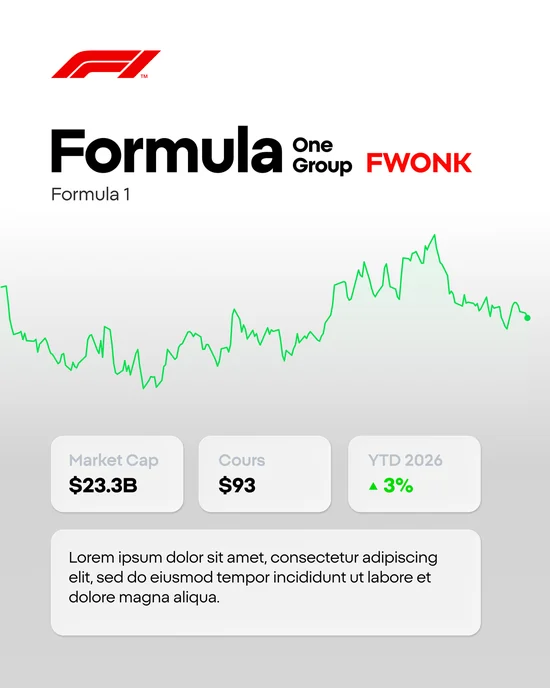 F1
TM
Formula One Group FWONK
Formula 1
Market Cap
$23.3B
Cours
$93
YTD 2026
▲ 3%
Lorem ipsum dolor sit amet, consectetur adipiscing
elit, sed do eiusmod tempor incididunt ut labore et
dolore magna aliqua.